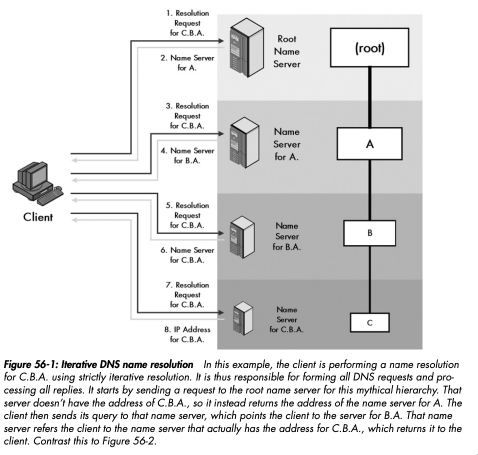 1. Resolution
Request
for C.B.A.
2. Name Server
for A.
Root
Name
Server
(root)
3. Resolution
Request
for C.B.A.
4. Name Server
for B.A.
Name
Server
for A.
A
Client
5. Resolution
Request
for C.B.A.
6. Name Server
for C.B.A.
Name
Server
for B.A.
B
7. Resolution
Request
for C.B.A.
8. IP Address
for C.B.A.
Name
Server
for C.B.A.
C
Figure 56-1: Iterative DNS name resolution In this example, the client is performing a name resolution
for C.B.A. using strictly iterative resolution. It is thus responsible for forming all DNS requests and pro-
cessing all replies. It starts by sending a request to the root name server for this mythical hierarchy. That
server doesn't have the address of C.B.A., so it instead returns the address of the name server for A. The
client then sends its query to that name server, which points the client to the server for B.A. That name
server refers the client to the name server that actually has the address for C.B.A., which returns it to the
client. Contrast this to Figure 56-2.